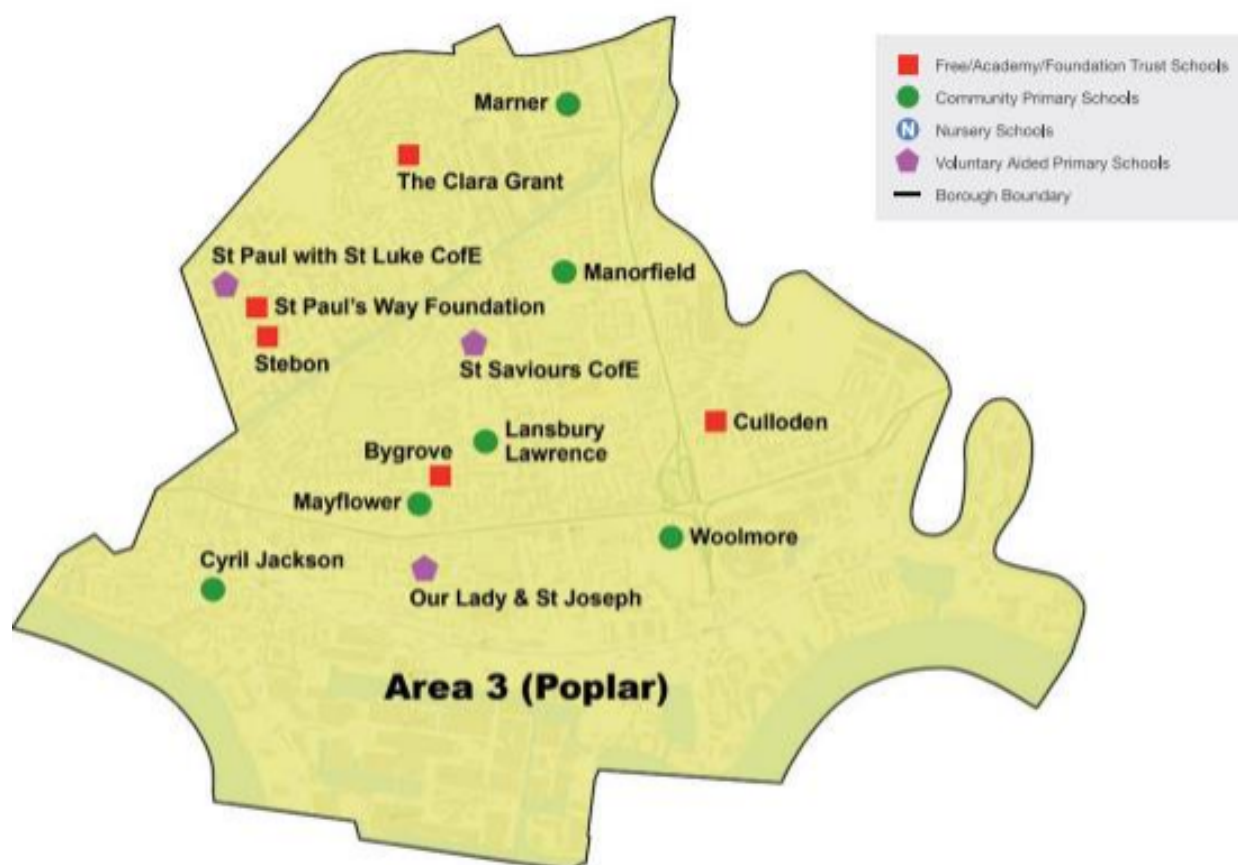 Marner
The Clara Grant
St Paul with St Luke CofE
Manorfield
St Paul's Way Foundation
Stebon
St Saviours CofE
Culloden
Lansbury
Lawrence
Bygrove
Mayflower
Woolmore
Cyril Jackson
Our Lady & St Joseph
Area 3 (Poplar)
Free/Academy/Foundation Trust Schools
Community Primary Schools
N
Nursery Schools
Voluntary Aided Primary Schools
Borough Boundary